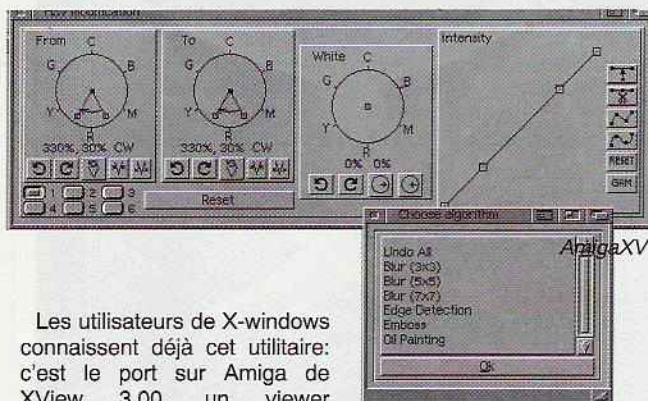 HSV Modification
From
C
G B
Y M
R
330%, 30% CW
To
C
G B
Y M
R
330%, 30% CW
White
C
G B
Y M
R
0% 0%
Intensity
RESET
GAM
1 2 3
4 5 6
Reset
Choose algorithm
Undo All
Blur (3x3)
Blur (5x5)
Blur (7x7)
Edge Detection
Emboss
Oil Painting
Ok
AmigaXV
Les utilisateurs de X-windows
connaissent déjà cet utilitaire:
c'est le port sur Amiga de
XView 3.00, un viewer